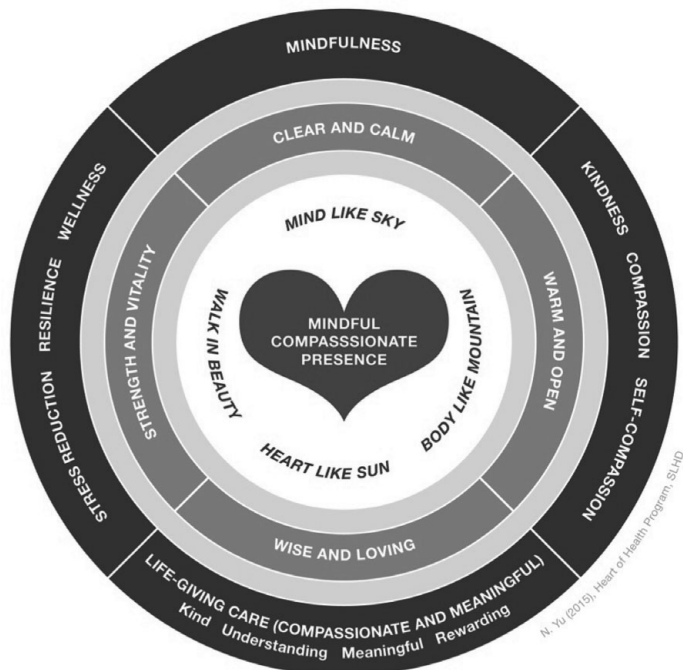 MINDFULNESS
CLEAR AND CALM
MIND LIKE SKY
MINDFUL
COMPASSSIONATE
PRESENCE
WALK IN BEAUTY
BODY LIKE MOUNTAIN
HEART LIKE SUN
STRENGTH AND VITALITY
WARM AND OPEN
WISE AND LOVING
STRESS REDUCTION RESILIENCE WELLNESS
KINDNESS COMPASSION SELF-COMPASSION
LIFE-GIVING CARE (COMPASSIONATE AND MEANINGFUL)
Kind Understanding Meaningful Rewarding
N. Yu (2015), Heart of Health Program, SLHD